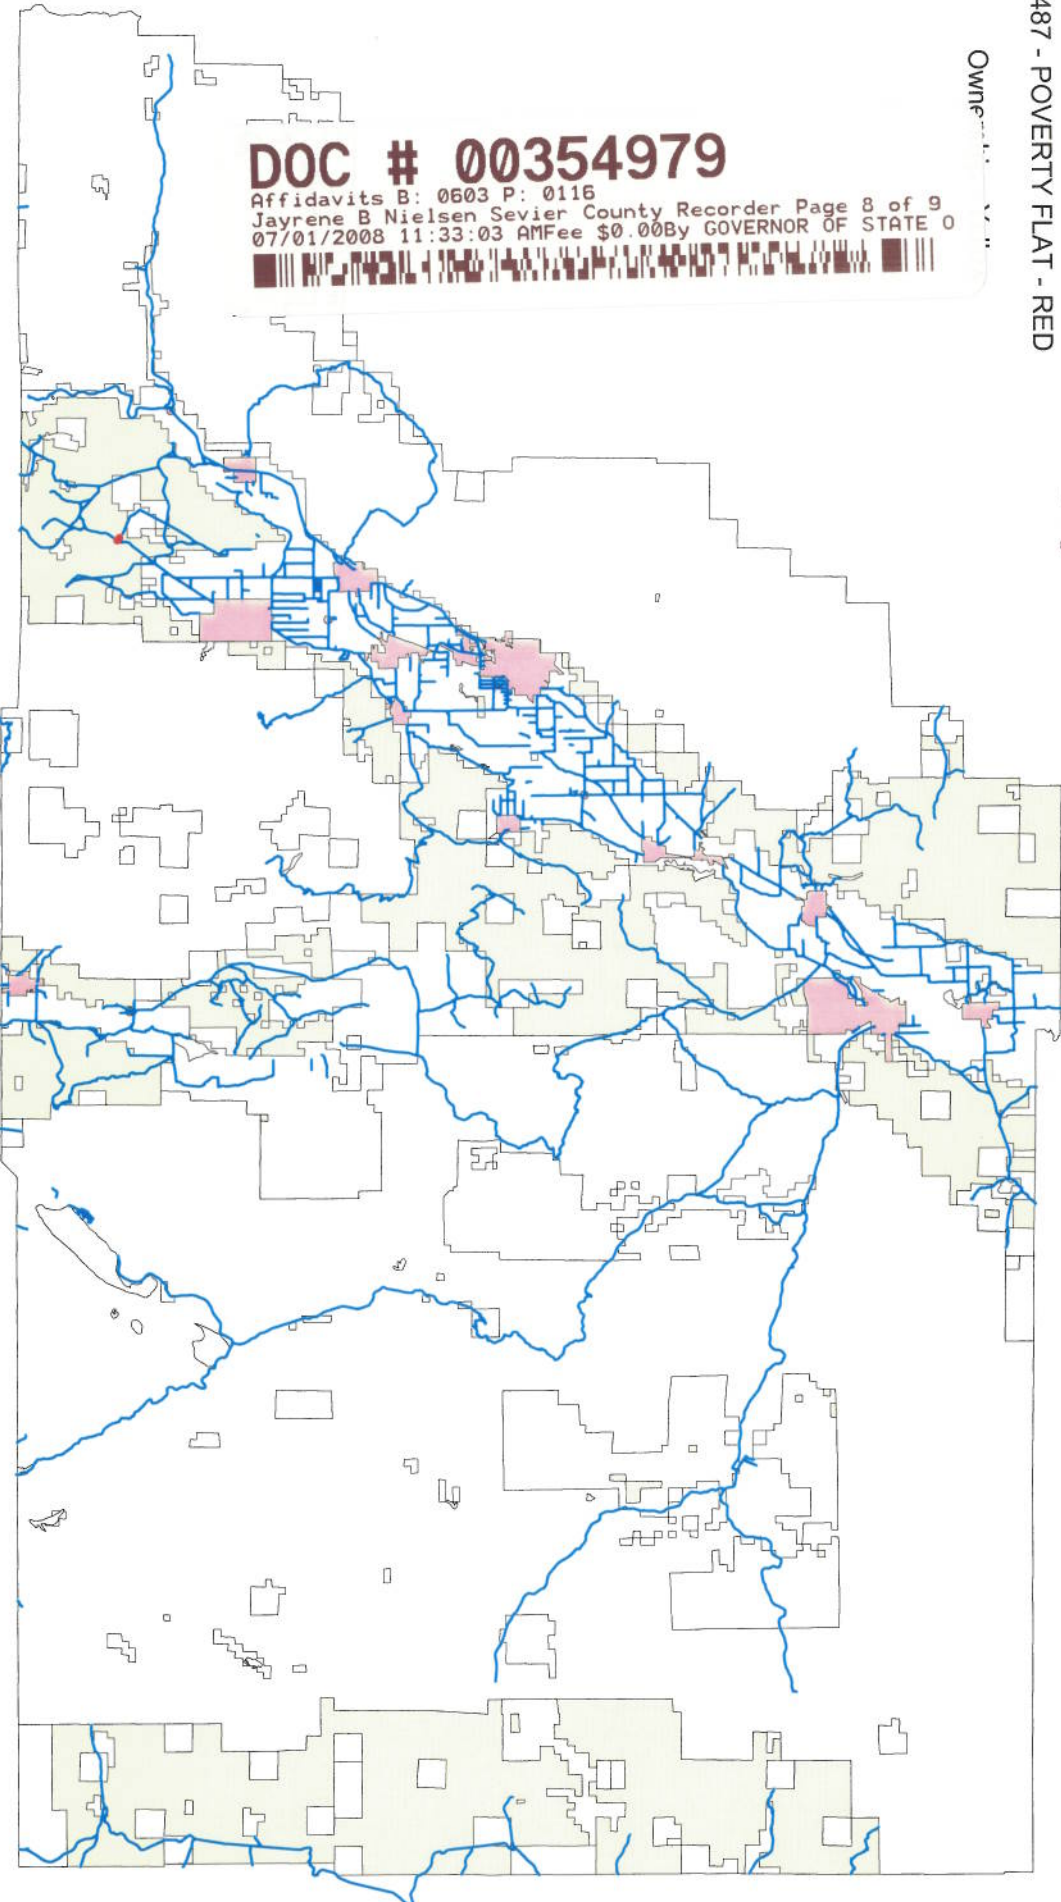 487 - POVERTY FLAT - RED
DOC # 00354979
Affidavits B: 0603 P: 0116
Jayrene B Nielsen Sevier County Recorder Page 8 of 9
07/01/2008 11:33:03 AMFee $0.00By GOVERNOR OF STATE O